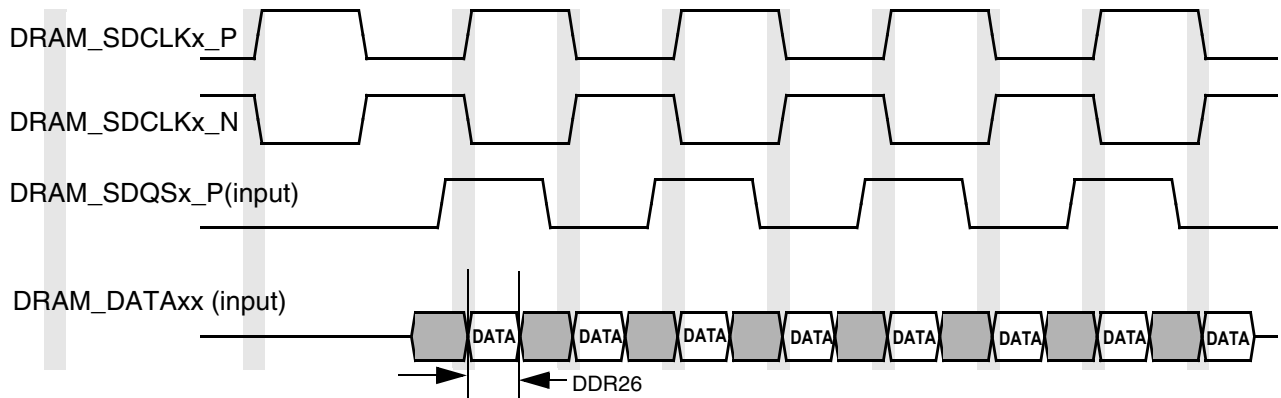 DRAM_SDCLKx_P
DRAM_SDCLKx_N
DRAM_SDQSx_P(input)
DRAM_DATAxx (input)
DATA DATA DATA DATA DATA DATA DATA DATA
DDR26